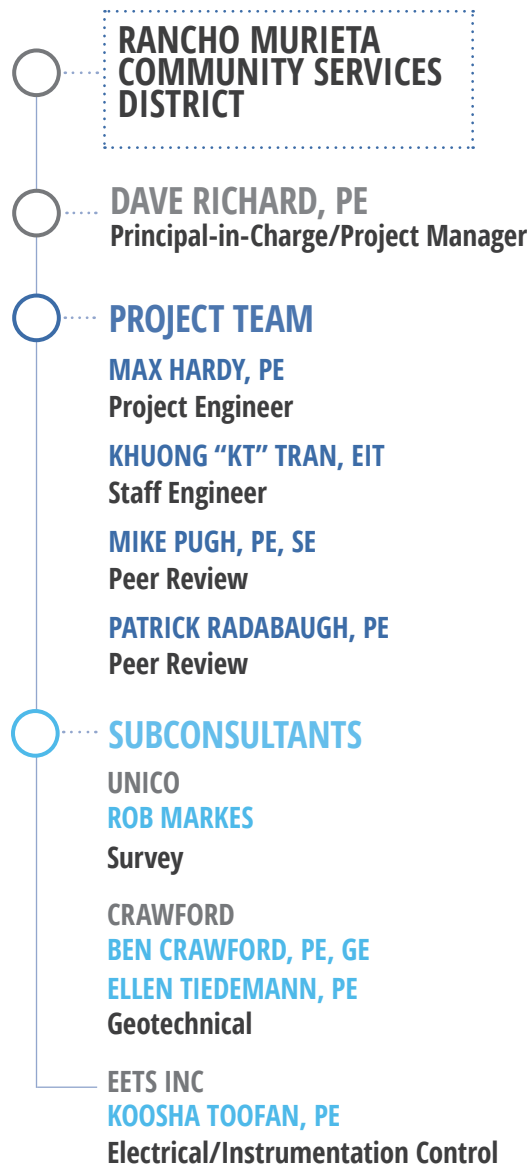 RANCHO MURIETA
COMMUNITY SERVICES
DISTRICT
DAVE RICHARD, PE
Principal-in-Charge/Project Manager
PROJECT TEAM
MAX HARDY, PE
Project Engineer
KHUONG “KT” TRAN, EIT
Staff Engineer
MIKE PUGH, PE, SE
Peer Review
PATRICK RADABAUGH, PE
Peer Review
SUBCONSULTANTS
UNICO
ROB MARKES
Survey
CRAWFORD
BEN CRAWFORD, PE, GE
ELLEN TIEDEMANN, PE
Geotechnical
EETS INC
KOOSHA TOOFAN, PE
Electrical/Instrumentation Control